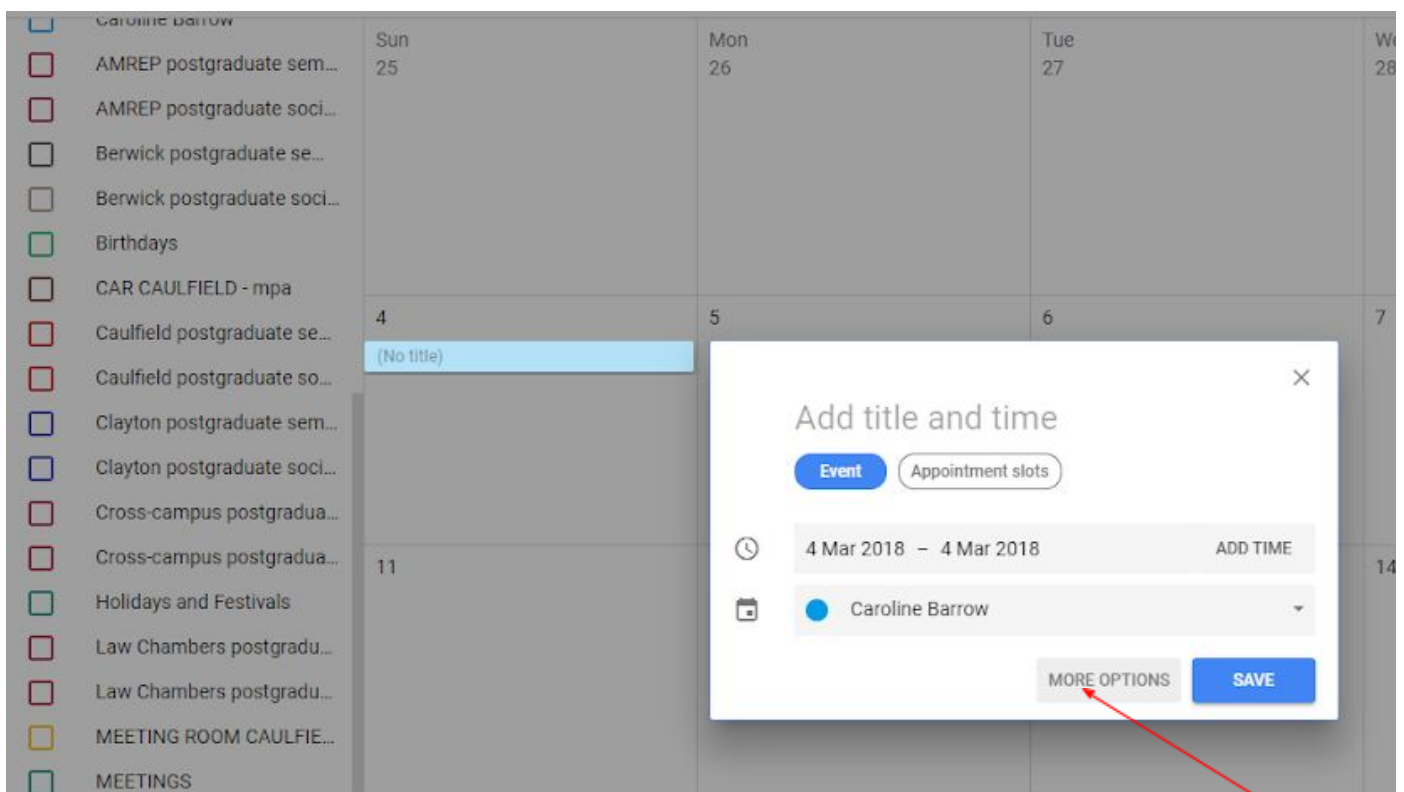 Caroline Barrow
AMREP postgraduate sem...
AMREP postgraduate soci...
Berwick postgraduate se...
Berwick postgraduate soci...
Birthdays
CAR CAULFIELD - mpa
Caulfield postgraduate se...
Caulfield postgraduate so...
Clayton postgraduate sem...
Clayton postgraduate soci...
Cross-campus postgradua...
Cross-campus postgradua...
Holidays and Festivals
Law Chambers postgradu...
Law Chambers postgradu...
MEETING ROOM CAULFIE...
MEETINGS
Sun Mon Tue We
25 26 27 28
4 5 6 7
(No title)
11 14
Add title and time
Event Appointment slots
4 Mar 2018 – 4 Mar 2018 ADD TIME
Caroline Barrow
MORE OPTIONS SAVE